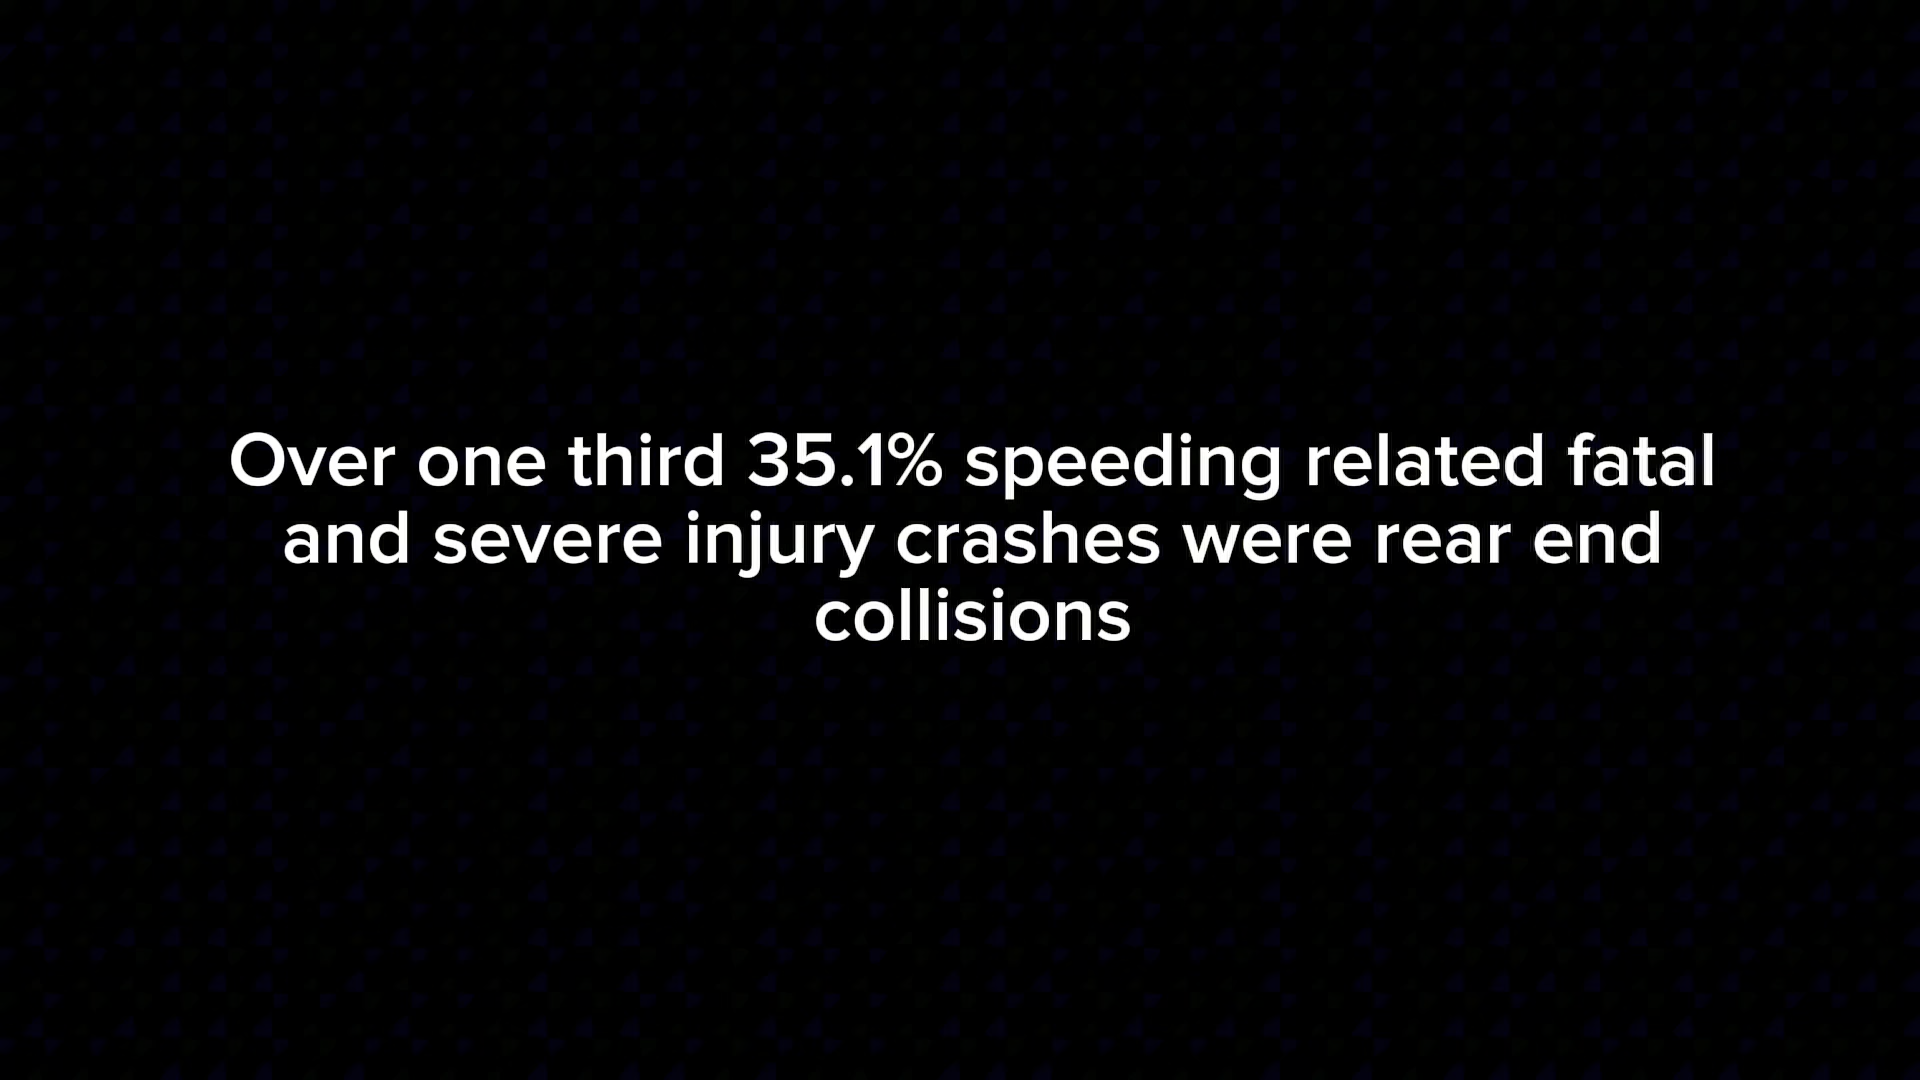 Over one third 35.1% speeding related fatal
and severe injury crashes were rear end
collisions